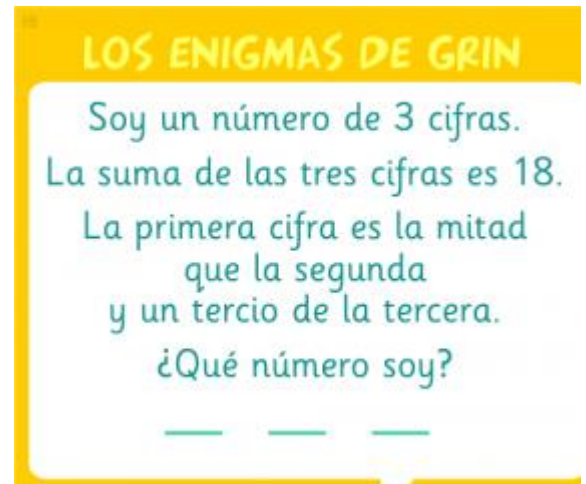 LOS ENIGMAS DE GRIN
Soy un número de 3 cifras.
La suma de las tres cifras es 18.
La primera cifra es la mitad
que la segunda
y un tercio de la tercera.
¿Qué número soy?